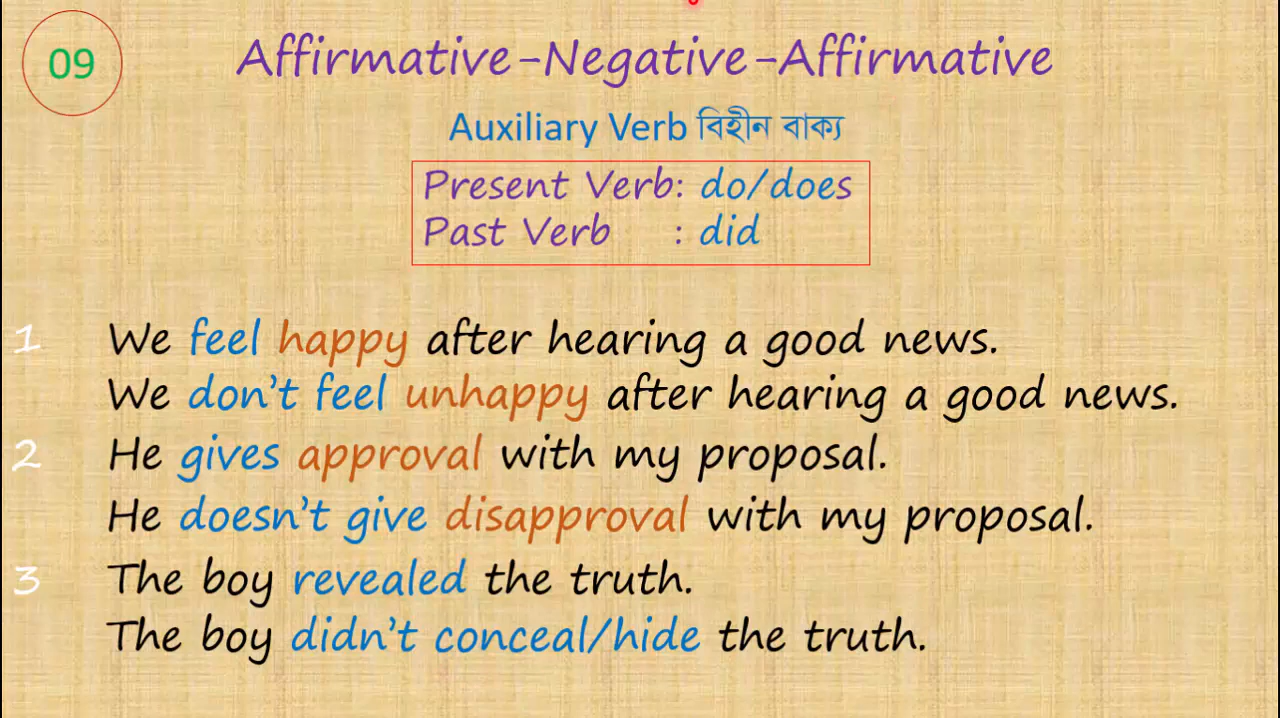 09
Affirmative-Negative-Affirmative
Auxiliary Verb বিহীন বাক্য
Present Verb: do/does
Past Verb : did
1 We feel happy after hearing a good news.
We don't feel unhappy after hearing a good news.
2 He gives approval with my proposal.
He doesn't give disapproval with my proposal.
3 The boy revealed the truth.
The boy didn't conceal/hide the truth.